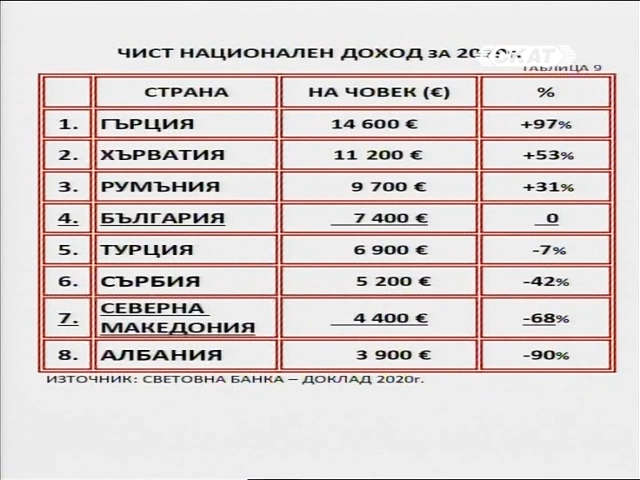 ЧИСТ НАЦИОНАЛЕН ДОХОД ЗА 2020г.
СКАТ
ТАБЛИЦА 9
СТРАНА НА ЧОВЕК (€) %
1. ГЪРЦИЯ 14 600 € +97%
2. ХЪРВАТИЯ 11 200 € +53%
3. РУМЪНИЯ 9 700 € +31%
4. БЪЛГАРИЯ 7 400 € 0
5. ТУРЦИЯ 6 900 € -7%
6. СЪРБИЯ 5 200 € -42%
7. СЕВЕРНА
МАКЕДОНИЯ 4 400 € -68%
8. АЛБАНИЯ 3 900 € -90%
ИЗТОЧНИК: СВЕТОВНА БАНКА – ДОКЛАД 2020г.